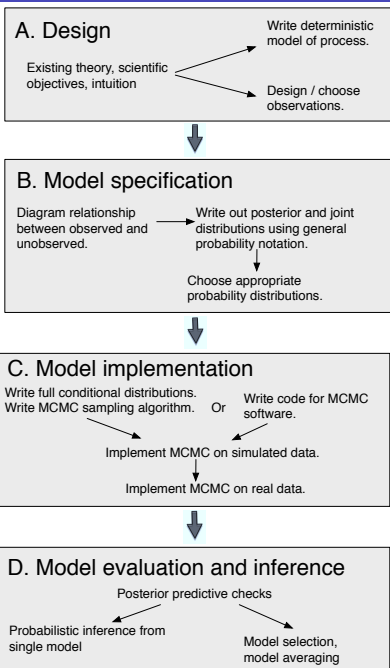 A. Design
Write deterministic
model of process.
Existing theory, scientific
objectives, intuition
Design / choose
observations.
B. Model specification
Diagram relationship
between observed and
unobserved.
Write out posterior and joint
distributions using general
probability notation.
Choose appropriate
probability distributions.
C. Model implementation
Write full conditional distributions.
Write MCMC sampling algorithm.
Or
Write code for MCMC
software.
Implement MCMC on simulated data.
Implement MCMC on real data.
D. Model evaluation and inference
Posterior predictive checks
Probabilistic inference from
single model
Model selection,
model averaging